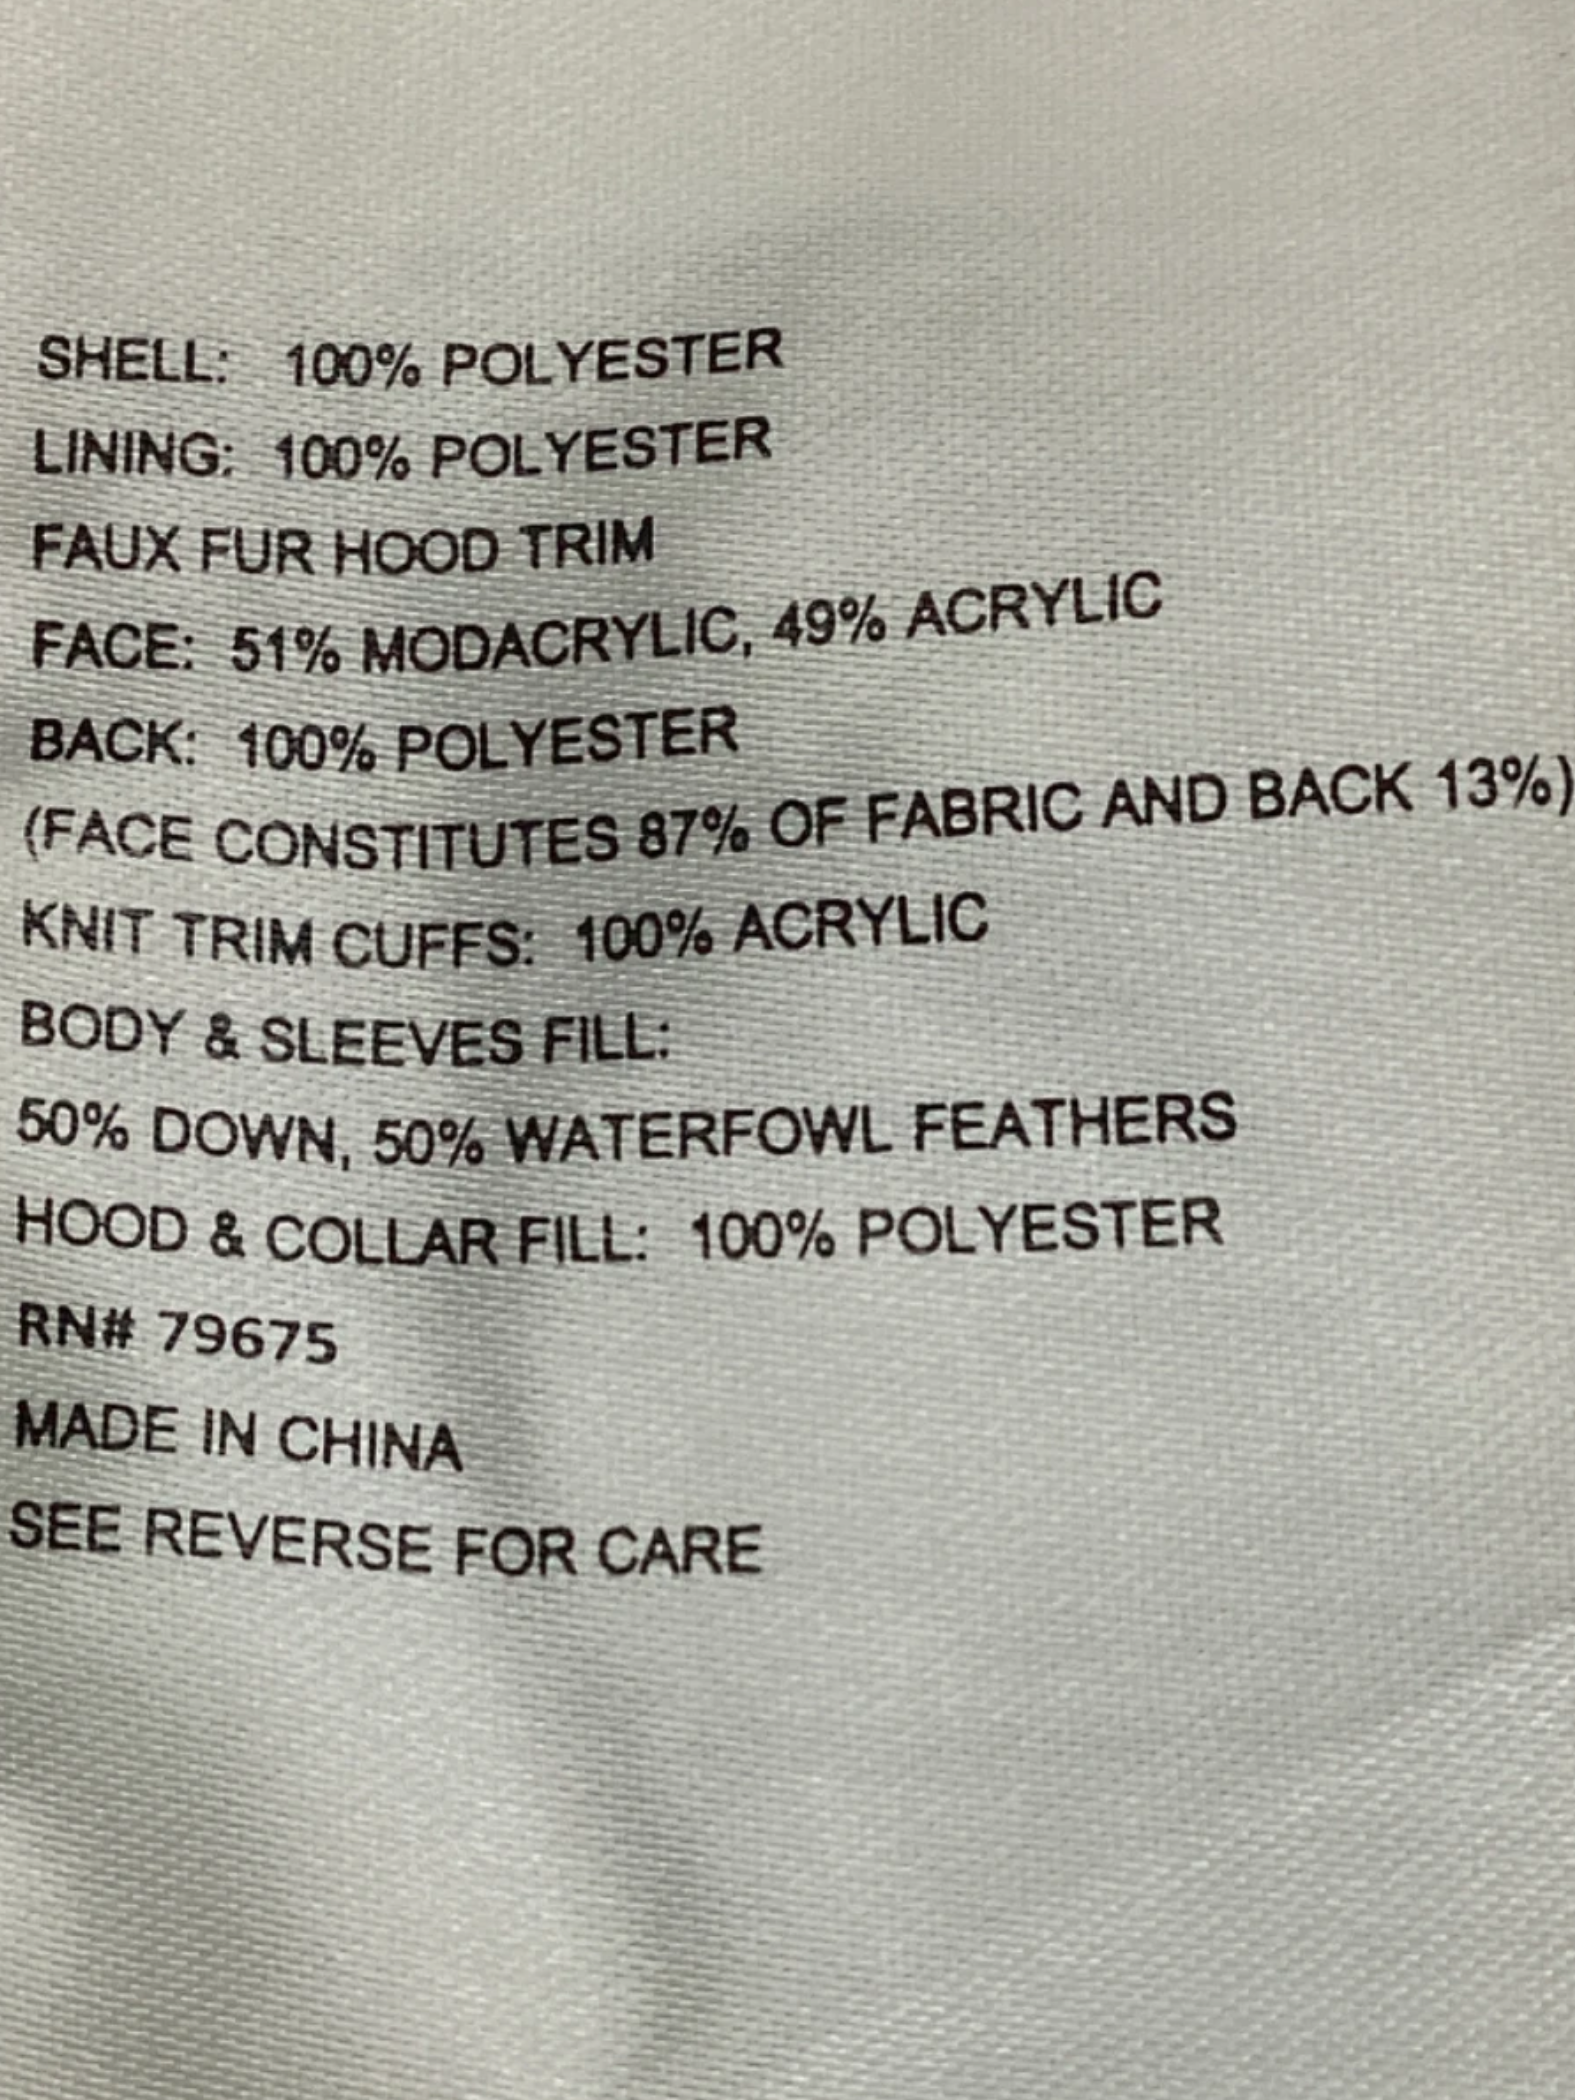 SHELL: 100% POLYESTER
LINING: 100% POLYESTER
FAUX FUR HOOD TRIM
FACE: 51% MODACRYLIC, 49% ACRYLIC
BACK: 100% POLYESTER
(FACE CONSTITUTES 87% OF FABRIC AND BACK 13%)
KNIT TRIM CUFFS: 100% ACRYLIC
BODY & SLEEVES FILL:
50% DOWN, 50% WATERFOWL FEATHERS
HOOD & COLLAR FILL: 100% POLYESTER
RN# 79675
MADE IN CHINA
SEE REVERSE FOR CARE